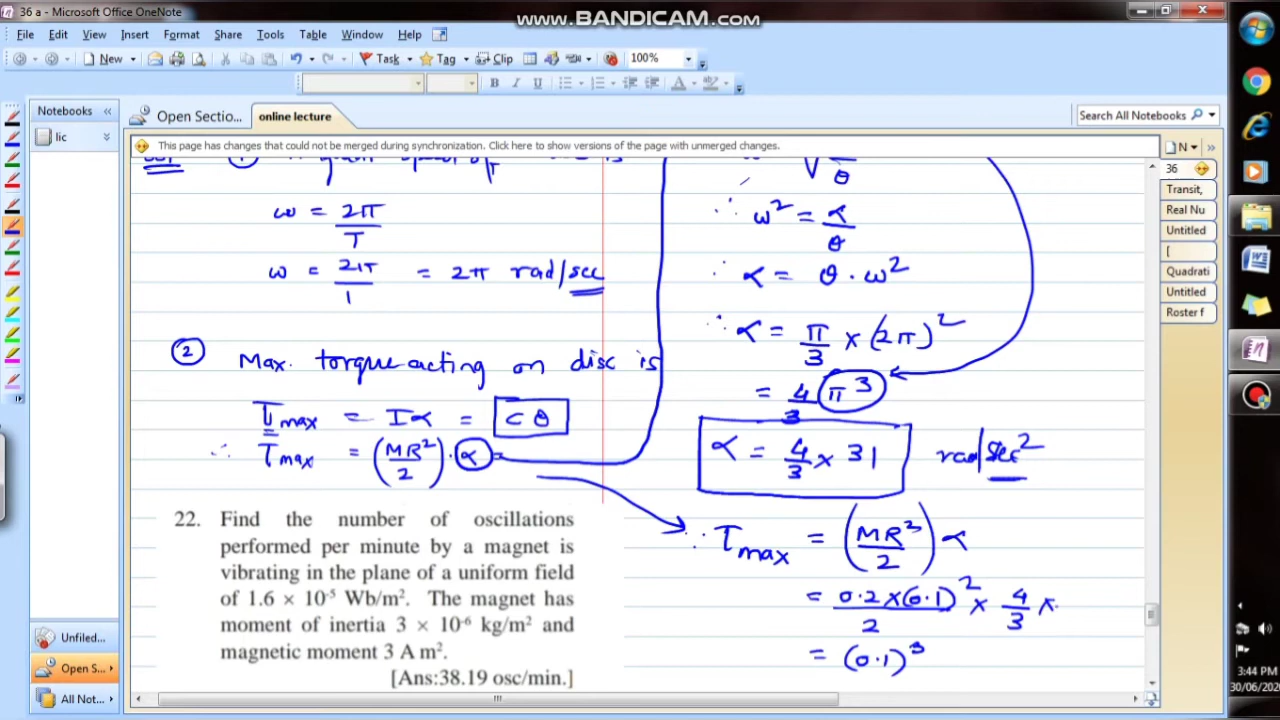 36 a - Microsoft Office OneNote
www.BANDICAM.com
File Edit View Insert Format Share Tools Table Window Help
New Task Tag Clip 100%
B I U
Notebooks «
Open Sectio... online lecture Search All Notebooks
lic
This page has changes that could not be merged during synchronization. Click here to show versions of the page with unmerged changes.
N »
36
Transit,
Real Nu
Untitled
[
Quadrati
Untitled
Roster f
ω = 2π/T
ω = 2π/1 = 2π rad/sec
② Max. torque acting on disc is
τmax = Iα = cθ
∴ τmax = (MR²/2)·α
∴ ω² = α/θ
∴ α = θ·ω²
∴ α = π/3 × (2π)²
= 4/3 π³
α = 4/3 × 31 rad/sec²
∴ τmax = (MR²/2) α
= 0.2×(0.1)²/2 × 4/3 ×
= (0.1)³
22. Find the number of oscillations
performed per minute by a magnet is
vibrating in the plane of a uniform field
of 1.6 × 10⁻⁵ Wb/m². The magnet has
moment of inertia 3 × 10⁻⁶ kg/m² and
magnetic moment 3 A m².
[Ans:38.19 osc/min.]
Unfiled...
Open S...
All Not...
3:44 PM
30/06/202